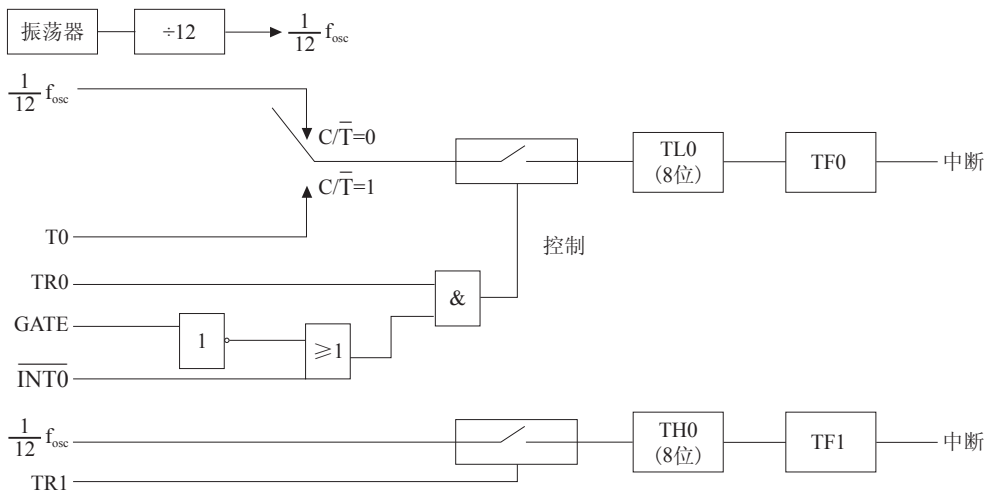 振荡器
÷12
1/12 fosc
1/12 fosc
C/T̅=0
C/T̅=1
T0
TL0
(8位)
TF0
中断
控制
TR0
&
GATE
1
≥1
I̅N̅T̅0̅
1/12 fosc
TH0
(8位)
TF1
中断
TR1